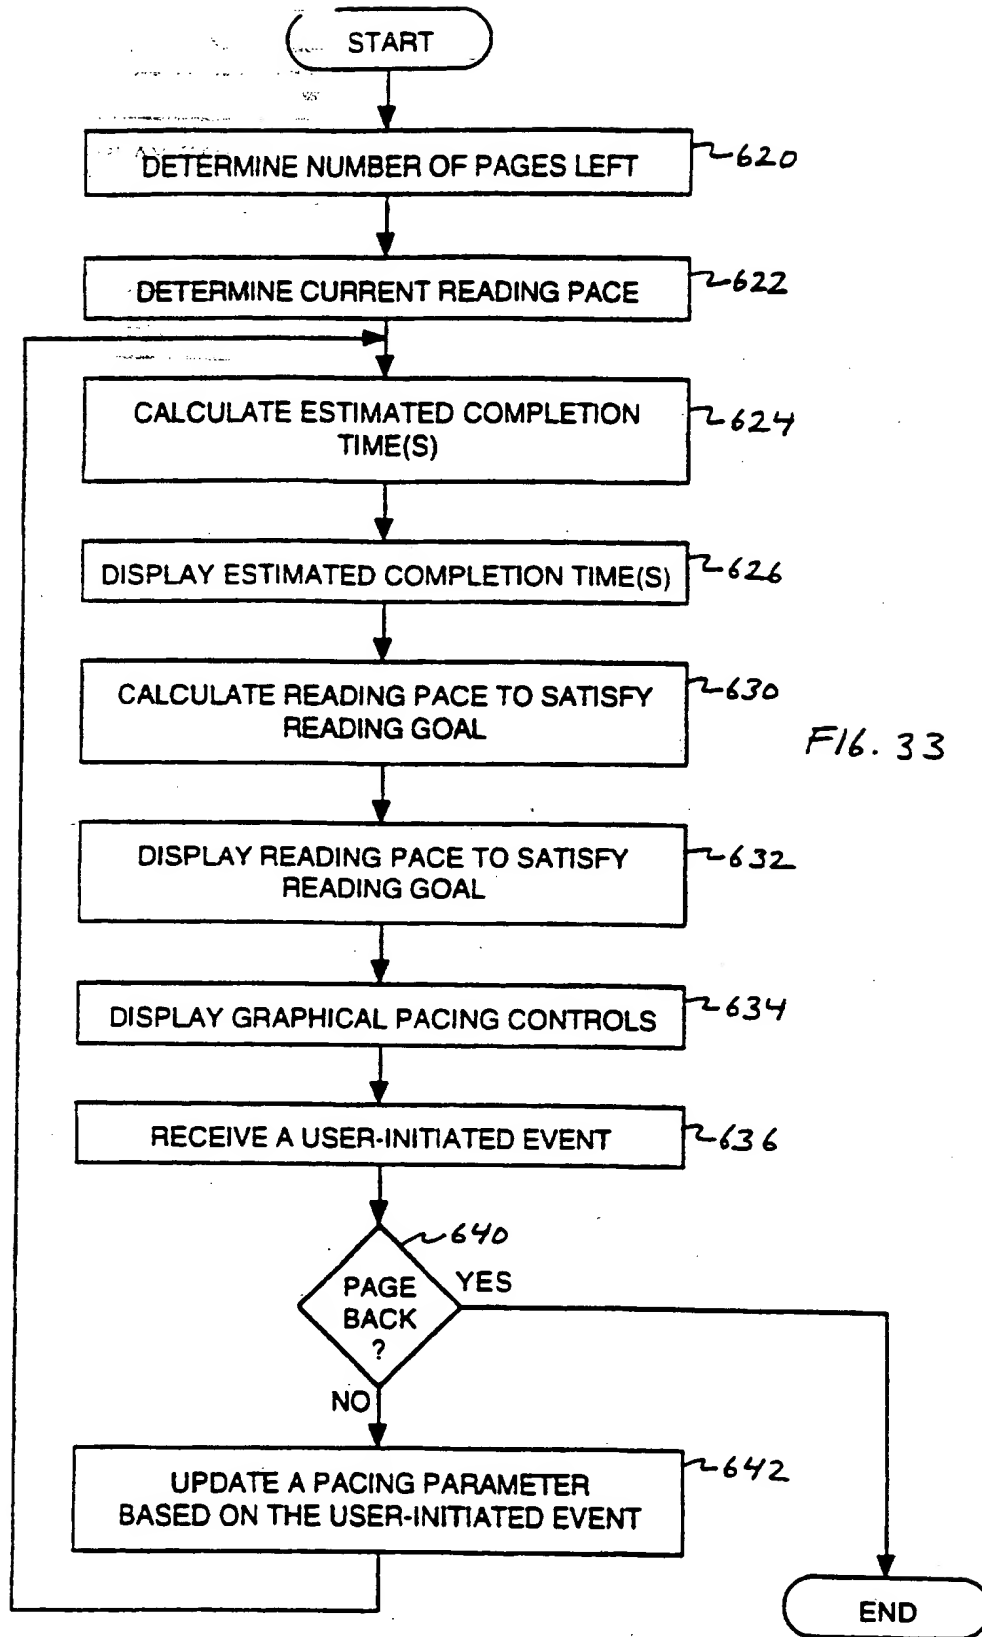 START
DETERMINE NUMBER OF PAGES LEFT
620
DETERMINE CURRENT READING PACE
622
CALCULATE ESTIMATED COMPLETION
TIME(S)
624
DISPLAY ESTIMATED COMPLETION TIME(S)
626
CALCULATE READING PACE TO SATISFY
READING GOAL
630
FIG. 33
DISPLAY READING PACE TO SATISFY
READING GOAL
632
DISPLAY GRAPHICAL PACING CONTROLS
634
RECEIVE A USER-INITIATED EVENT
636
640
PAGE
BACK
?
YES
NO
UPDATE A PACING PARAMETER
BASED ON THE USER-INITIATED EVENT
642
END